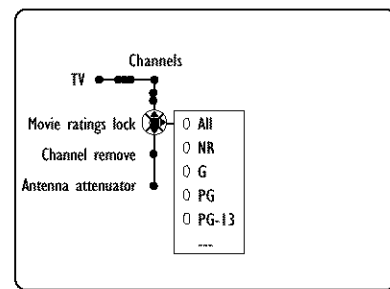 Channels
TV
Movie ratings lock
Channel remove
Antenna attenuator
All
NR
G
PG
PG-13
---